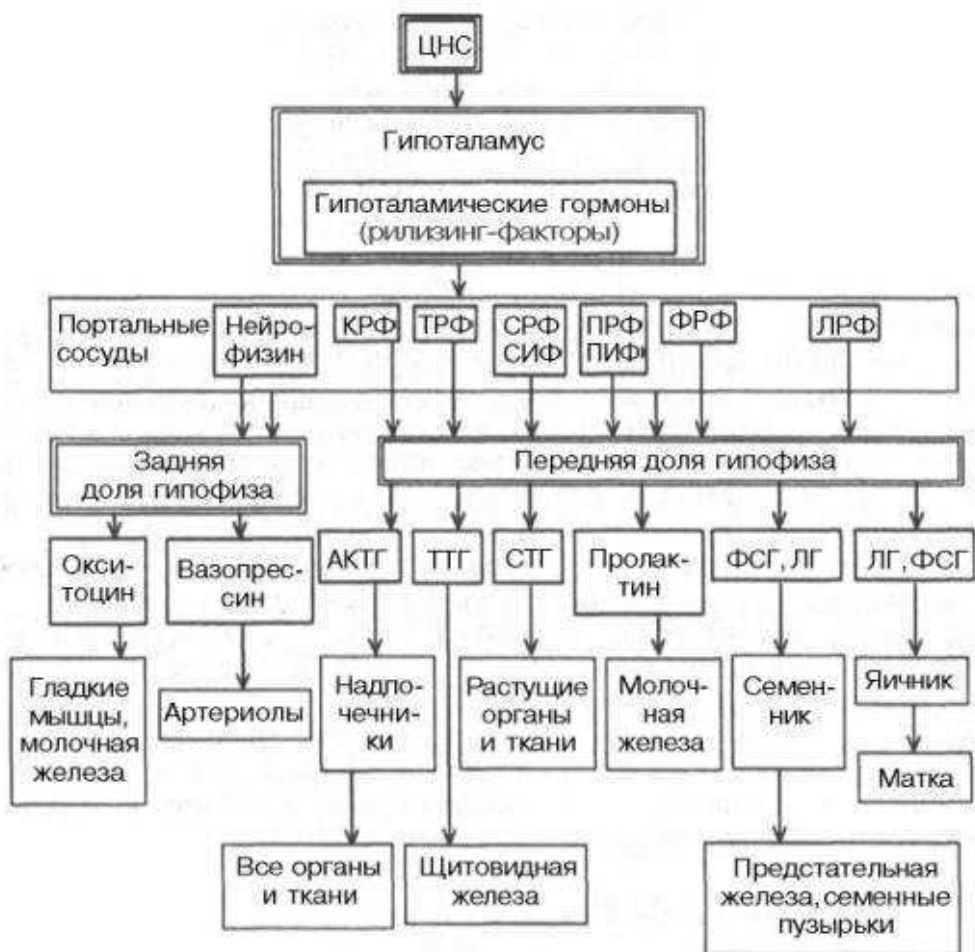 ЦНС
Гипоталамус
Гипоталамические гормоны
(рилизинг-факторы)
Портальные
сосуды
Нейро-
физин
КРФ
ТРФ
СРФ
СИФ
ПРФ
ПИФ
ФРФ
ЛРФ
Задняя
доля гипофиза
Передняя доля гипофиза
Окси-
тоцин
Вазопрес-
син
АКТГ
ТТГ
СТГ
Пролак-
тин
ФСГ, ЛГ
ЛГ, ФСГ
Гладкие
мышцы,
молочная
железа
Артериолы
Надпо-
чечни-
ки
Растущие
органы
и ткани
Молоч-
ная
железа
Семен-
ник
Яичник
Матка
Все органы
и ткани
Щитовидная
железа
Предстательная
железа, семенные
пузырьки